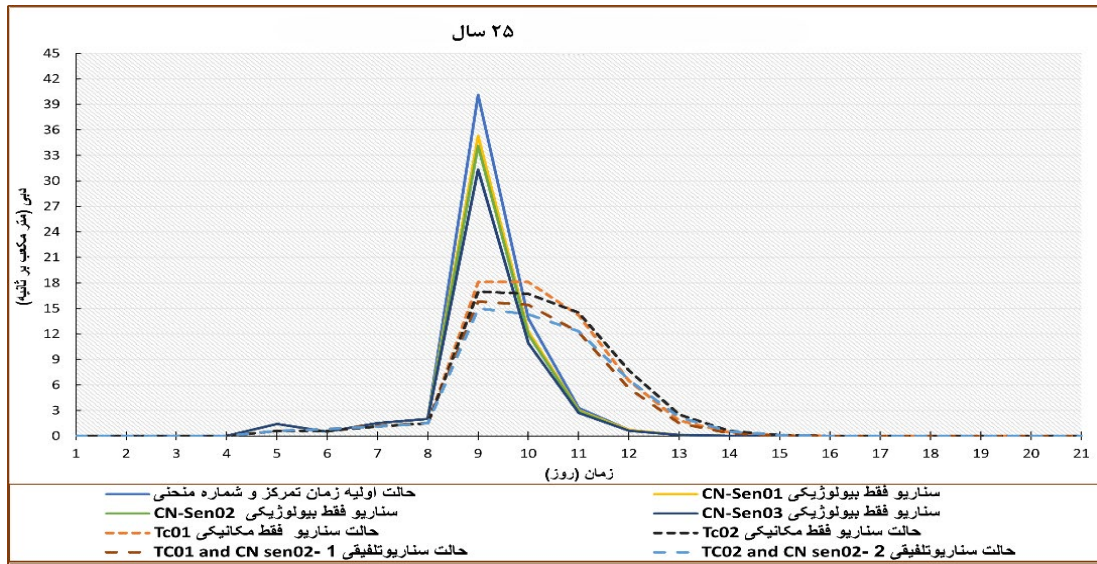 ۲۵ سال
45
42
39
36
33
30
27
24
21
18
15
12
9
6
3
0
دبی (متر مکعب بر ثانیه)
1 2 3 4 5 6 7 8 9 10 11 12 13 14 15 16 17 18 19 20 21
زمان (روز)
حالت اولیه زمان تمرکز و شماره منحنی
سناریو فقط بیولوژیکی CN-Sen01
سناریو فقط بیولوژیکی CN-Sen02
سناریو فقط بیولوژیکی CN-Sen03
حالت سناریو فقط مکانیکی Tc01
حالت سناریو فقط مکانیکی Tc02
حالت سناریوتلفیقی 1 -TC01 and CN sen02
حالت سناریوتلفیقی 2 -TC02 and CN sen02